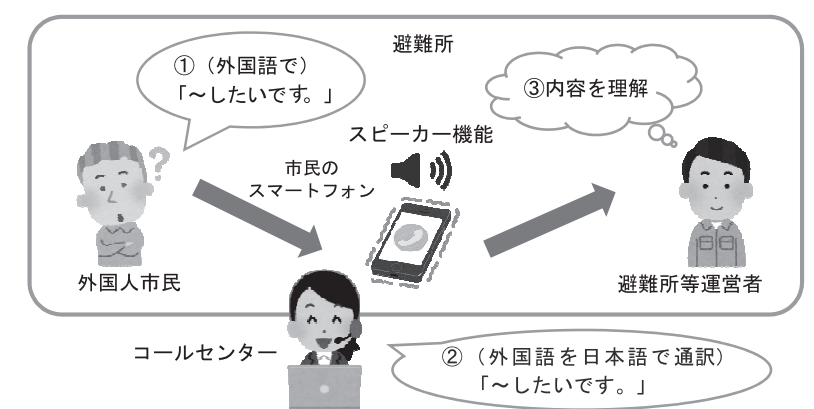 避難所
①（外国語で）
「～したいです。」
③内容を理解
スピーカー機能
市民の
スマートフォン
外国人市民
避難所等運営者
コールセンター
②（外国語を日本語で通訳）
「～したいです。」